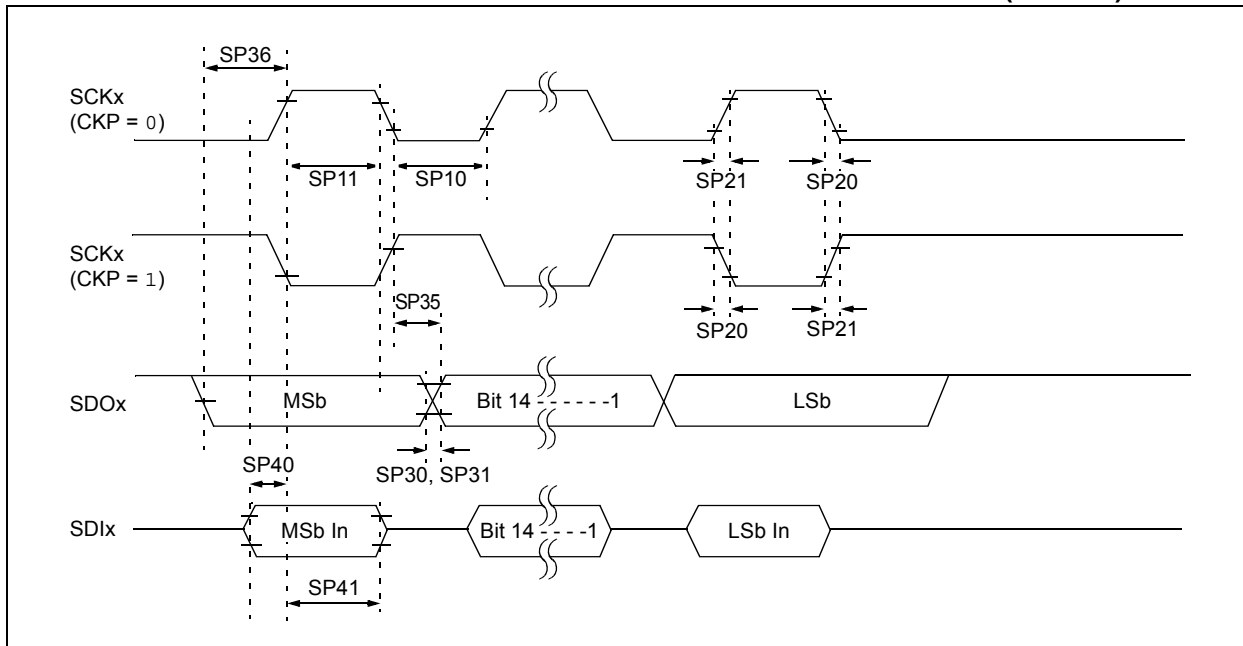 SP36
SCKx
(CKP = 0)
SP11
SP10
SP21
SP20
SCKx
(CKP = 1)
SP35
SP20
SP21
SDOx
MSb
Bit 14 - - - - - -1
LSb
SP40
SP30, SP31
SDIx
MSb In
Bit 14 - - - -1
LSb In
SP41